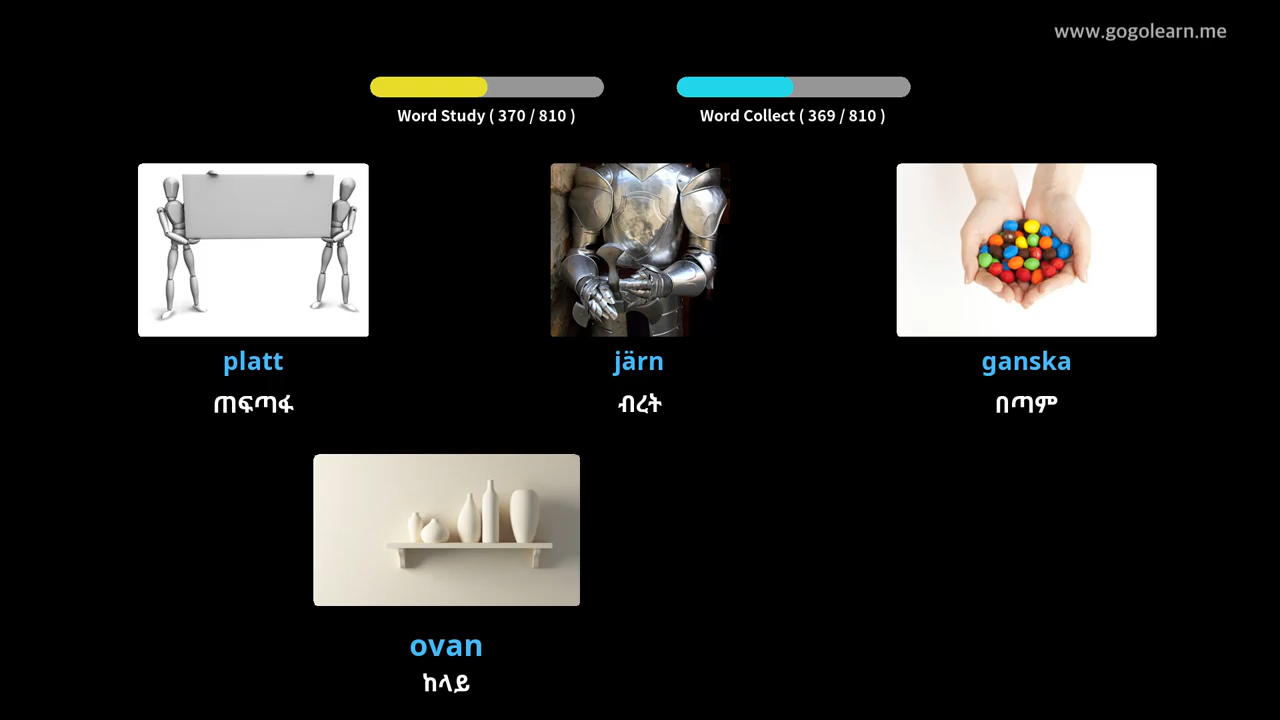 www.gogolearn.me
Word Study ( 370 / 810 )
Word Collect ( 369 / 810 )
platt
järn
ganska
ጠፍጣፋ
ብረት
በጣም
ovan
ከላይ